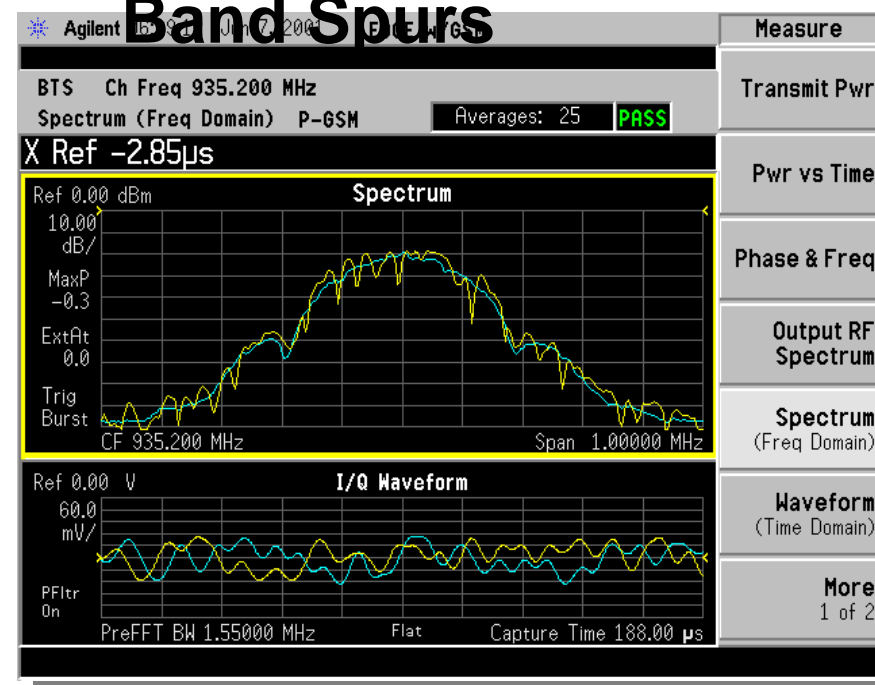 Band Spurs
Agilent
Measure
BTS Ch Freq 935.200 MHz
Spectrum (Freq Domain) P-GSM
Averages: 25 PASS
X Ref -2.85µs
Ref 0.00 dBm
Spectrum
10.00
dB/
MaxP
-0.3
ExtAt
0.0
Trig
Burst
CF 935.200 MHz
Span 1.00000 MHz
Ref 0.00 V
I/Q Waveform
60.0
mV/
PFltr
On
PreFFT BW 1.55000 MHz
Flat
Capture Time 188.00 µs
Transmit Pwr
Pwr vs Time
Phase & Freq
Output RF
Spectrum
Spectrum
(Freq Domain)
Waveform
(Time Domain)
More
1 of 2